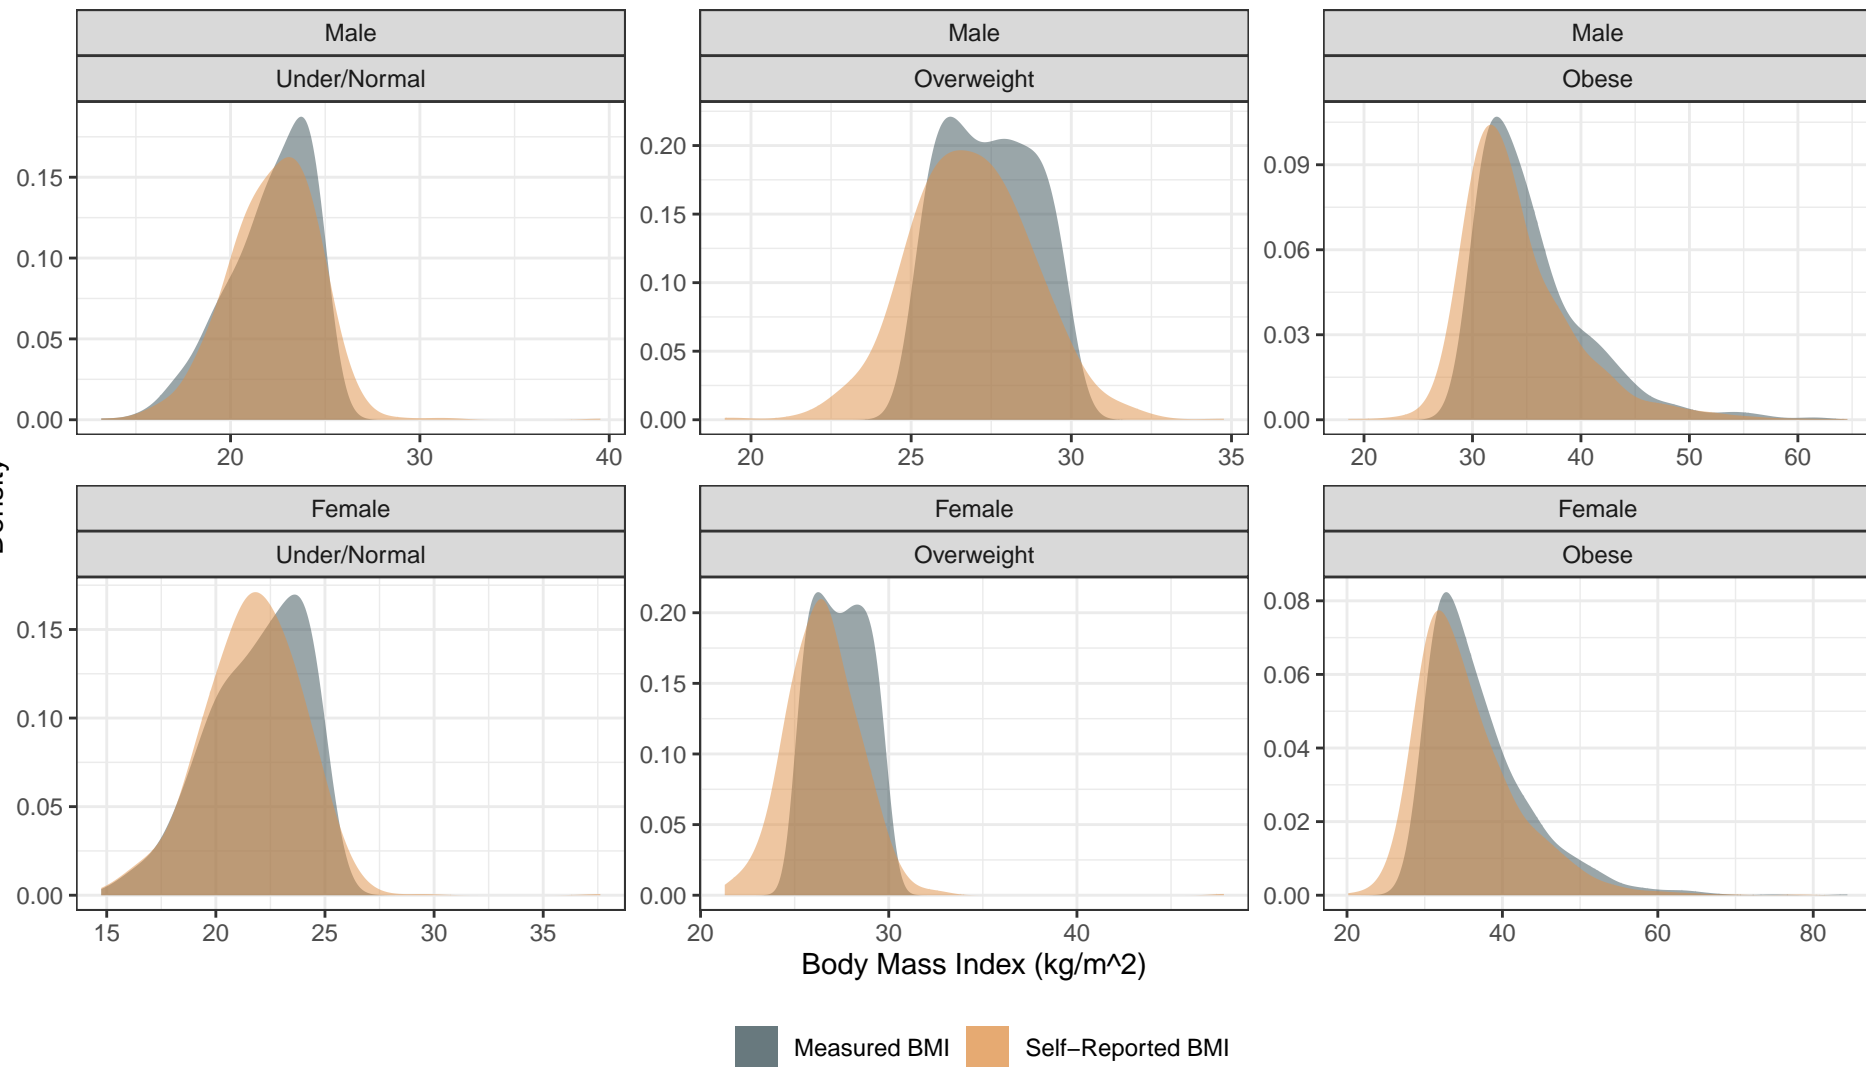 Male Male Male
Under/Normal Overweight Obese
0.15
0.10
0.05
0.00
20 30 40
0.20
0.15
0.10
0.05
0.00
20 25 30 35
0.09
0.06
0.03
0.00
20 30 40 50 60
Female Female Female
Under/Normal Overweight Obese
0.15
0.10
0.05
0.00
15 20 25 30 35
0.20
0.15
0.10
0.05
0.00
20 30 40
0.08
0.06
0.04
0.02
0.00
20 40 60 80
Body Mass Index (kg/m^2)
Measured BMI Self−Reported BMI